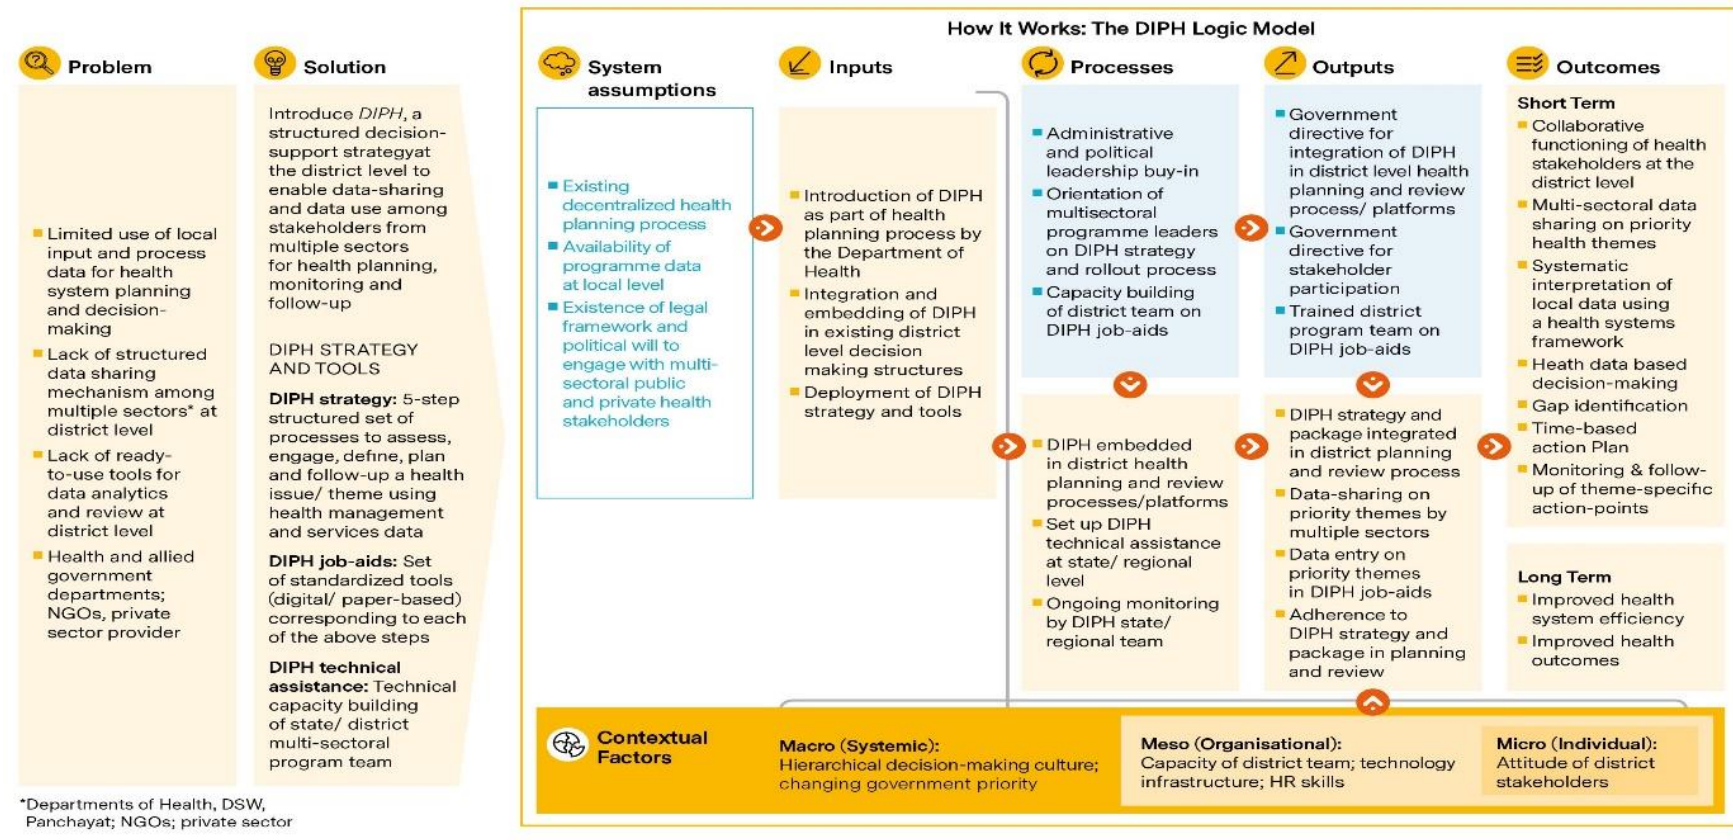 How It Works: The DIPH Logic Model
Problem
Limited use of local
input and process
data for health
system planning
and decision-
making
Lack of structured
data sharing
mechanism among
multiple sectors* at
district level
Lack of ready-
to-use tools for
data analytics
and review at
district level
Health and allied
government
departments;
NGOs, private
sector provider
*Departments of Health, DSW,
Panchayat; NGOs; private sector
Solution
Introduce DIPH, a
structured decision-
support strategyat
the district level to
enable data-sharing
and data use among
stakeholders from
multiple sectors
for health planning,
monitoring and
follow-up
DIPH STRATEGY
AND TOOLS
DIPH strategy: 5-step
structured set of
processes to assess,
engage, define, plan
and follow-up a health
issue/ theme using
health management
and services data
DIPH job-aids: Set
of standardized tools
(digital/ paper-based)
corresponding to each
of the above steps
DIPH technical
assistance: Technical
capacity building
of state/ district
multi-sectoral
program team
System
assumptions
Existing
decentralized health
planning process
Availability of
programme data
at local level
Existence of legal
framework and
political will to
engage with multi-
sectoral public
and private health
stakeholders
Inputs
Introduction of DIPH
as part of health
planning process by
the Department of
Health
Integration and
embedding of DIPH
in existing district
level decision
making structures
Deployment of DIPH
strategy and tools
Processes
Administrative
and political
leadership buy-in
Orientation of
multisectoral
programme leaders
on DIPH strategy
and rollout process
Capacity building
of district team on
DIPH job-aids
DIPH embedded
in district health
planning and review
processes/platforms
Set up DIPH
technical assistance
at state/ regional
level
Ongoing monitoring
by DIPH state/
regional team
Outputs
Government
directive for
integration of DIPH
in district level health
planning and review
process/ platforms
Government
directive for
stakeholder
participation
Trained district
program team on
DIPH job-aids
DIPH strategy and
package integrated
in district planning
and review process
Data-sharing on
priority themes by
multiple sectors
Data entry on
priority themes
in DIPH job-aids
Adherence to
DIPH strategy and
package in planning
and review
Outcomes
Short Term
Collaborative
functioning of health
stakeholders at the
district level
Multi-sectoral data
sharing on priority
health themes
Systematic
interpretation of
local data using
a health systems
framework
Heath data based
decision-making
Gap identification
Time-based
action Plan
Monitoring & follow-
up of theme-specific
action-points
Long Term
Improved health
system efficiency
Improved health
outcomes
Contextual
Factors
Macro (Systemic):
Hierarchical decision-making culture;
changing government priority
Meso (Organisational):
Capacity of district team; technology
infrastructure; HR skills
Micro (Individual):
Attitude of district
stakeholders